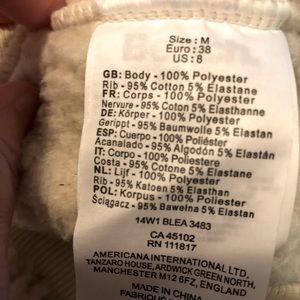 Size: M
Euro: 38
US: 8
GB: Body - 100% Polyester
Rib - 95% Cotton 5% Elastane
FR: Corps - 100% Polyester
Nervure - 95% Coton 5% Elasthanne
DE: Körper - 100% Polyester
Gerippt - 95% Baumwolle 5% Elastan
ESP: Cuerpo - 100% Poliéster
Acanalado - 95% Algodón 5% Elastán
IT: Corpo - 100% Poliestere
Costa - 95% Cotone 5% Elastane
NL: Lijf - 100% Polyester
Rib - 95% Katoen 5% Elasthan
POL: Korpus - 100% Poliester
Ściągacz - 95% Bawełna 5% Elastan
14W1 BLEA 3483
CA 45102
RN 111817
AMERICANA INTERNATIONAL LTD,
TANZARO HOUSE, ARDWICK GREEN NORTH,
MANCHESTER M12 6FZ, ENGLAND
MADE IN CHINA